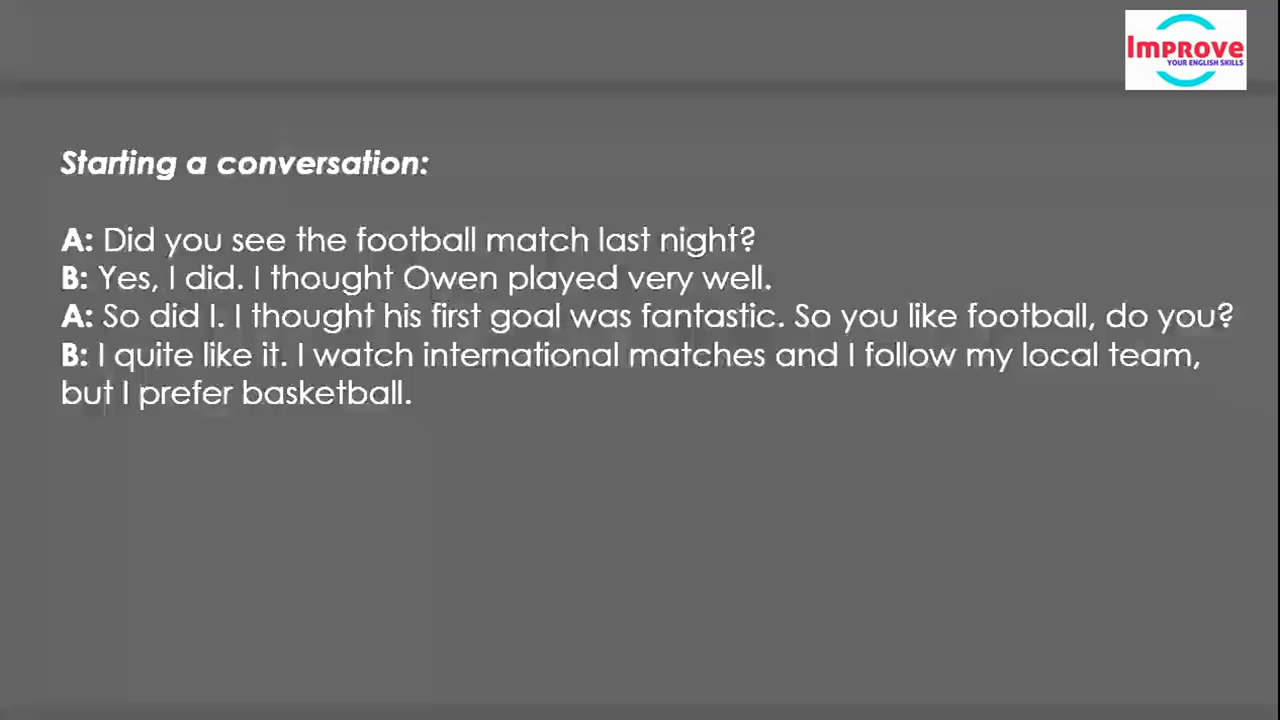 Improve
YOUR ENGLISH SKILLS
Starting a conversation:
A: Did you see the football match last night?
B: Yes, I did. I thought Owen played very well.
A: So did I. I thought his first goal was fantastic. So you like football, do you?
B: I quite like it. I watch international matches and I follow my local team,
but I prefer basketball.